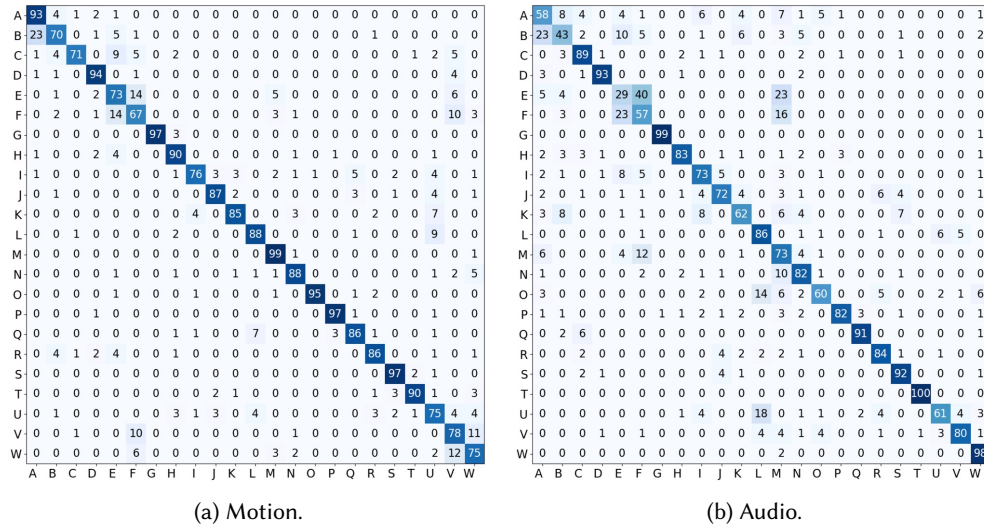 A 93 4 1 2 1 0 0 0 0 0 0 0 0 0 0 0 0 0 0 0 0 0 0
B 23 70 0 1 5 1 0 0 0 0 0 0 0 0 0 0 0 0 0 0 0 0 0
C 1 4 71 0 9 5 0 2 0 0 0 0 0 0 0 0 0 0 0 1 2 5 0
D 1 1 0 94 0 1 0 0 0 0 0 0 0 0 0 0 0 0 0 0 0 4 0
E 0 1 0 2 73 14 0 0 0 0 0 0 5 0 0 0 0 0 0 0 0 6 0
F 0 2 0 1 14 67 0 0 0 0 0 0 3 1 0 0 0 0 0 0 0 10 3
G 0 0 0 0 0 0 97 3 0 0 0 0 0 0 0 0 0 0 0 0 0 0 0
H 1 0 0 2 4 0 0 90 0 0 0 0 0 1 0 1 0 0 0 0 0 0 0
I 1 0 0 0 0 0 0 1 76 3 3 0 2 1 1 0 5 0 0 0 4 0 1
J 0 1 0 0 0 0 0 0 0 87 2 0 0 0 0 0 3 0 0 1 4 0 1
K 0 0 0 0 0 0 0 0 4 0 85 0 0 3 0 0 0 2 0 0 7 0 0
L 0 0 1 0 0 0 0 2 0 0 0 88 0 0 0 0 0 0 0 0 9 0 0
M 0 0 0 0 0 0 0 0 0 0 0 0 99 1 0 0 0 0 0 0 0 0 1
N 0 0 0 0 1 0 0 1 0 0 1 1 1 88 0 0 0 0 0 0 1 2 5
O 0 0 0 0 1 0 0 0 1 0 0 0 1 0 95 0 1 2 0 0 0 0 0
P 0 0 0 1 0 0 0 0 0 0 0 0 0 0 0 97 1 0 1 0 0 0 0
Q 0 0 0 0 0 0 0 1 1 0 0 7 0 0 0 3 86 1 0 0 1 0 0
R 0 4 1 2 4 0 0 1 0 0 0 0 0 0 0 0 0 86 0 0 1 0 1
S 0 0 0 0 0 0 0 0 0 0 0 0 0 0 0 0 0 0 97 2 1 0 0
T 0 0 0 0 0 0 0 0 0 2 1 0 0 0 0 0 0 1 3 90 1 0 3
U 0 1 0 0 0 0 0 3 1 3 0 4 0 0 0 0 0 3 2 1 75 4 4
V 0 0 1 0 0 10 0 0 0 0 0 0 0 1 0 0 0 0 0 0 0 78 11
W 0 0 0 0 0 6 0 0 0 0 0 0 3 2 0 0 0 0 0 0 0 12 75
A B C D E F G H I J K L M N O P Q R S T U V W
(a) Motion.
A 58 8 4 0 4 1 0 0 6 0 4 0 7 1 5 1 0 0 0 0 0 0 0
B 23 43 2 0 10 5 0 0 1 0 6 0 3 5 0 0 0 0 1 0 0 0 2
C 0 0 89 1 0 0 0 2 1 1 0 0 2 3 0 0 0 0 1 0 0 0 0
D 3 0 1 93 0 0 0 1 0 0 0 0 0 2 0 0 0 0 0 0 0 0 0
E 5 4 0 0 29 40 0 0 0 0 0 0 23 0 0 0 0 0 0 0 0 0 0
F 0 3 0 0 23 57 0 0 0 0 0 0 16 0 0 0 0 0 0 0 0 0 0
G 0 0 0 0 0 0 99 0 0 0 0 0 0 0 0 0 0 0 0 0 0 0 1
H 2 3 3 0 0 1 0 83 0 1 1 0 1 2 0 3 0 0 0 0 0 0 0
I 2 1 0 1 8 5 0 0 73 5 0 0 3 0 1 0 0 0 0 0 0 0 0
J 2 0 1 0 1 1 0 1 4 72 4 0 3 1 0 0 0 6 4 0 0 0 0
K 3 8 0 0 1 1 0 0 8 0 62 0 6 4 0 0 0 0 7 0 0 0 0
L 0 0 0 0 0 1 0 0 0 0 0 86 1 0 0 0 0 0 0 0 6 5 0
M 6 0 0 0 4 12 0 0 0 0 0 0 73 4 0 0 0 0 0 0 0 0 0
N 1 0 0 0 0 2 0 2 1 1 0 0 10 82 1 0 0 0 0 0 0 0 0
O 3 0 0 0 0 0 0 0 0 0 0 14 6 2 60 0 0 5 0 0 2 1 6
P 1 0 0 0 0 0 1 1 2 1 2 0 2 0 2 82 3 0 0 1 0 0 0
Q 0 2 6 0 0 0 0 0 0 0 0 0 0 0 0 0 91 0 0 0 0 0 1
R 0 0 2 0 0 0 0 0 0 4 2 2 2 1 0 0 0 84 1 0 1 0 0
S 0 0 2 1 0 0 0 0 0 4 1 0 0 0 0 0 0 0 92 0 0 0 1
T 0 0 0 0 0 0 0 0 0 0 0 0 0 0 0 0 0 0 0 100 0 0 0
U 0 0 0 0 0 0 0 1 4 0 0 18 0 1 1 0 2 4 0 0 61 4 3
V 0 0 0 1 0 1 0 0 0 0 0 4 4 1 4 0 0 1 0 1 3 80 1
W 0 0 0 0 0 0 0 0 0 0 0 0 2 0 0 0 0 0 0 0 0 0 98
A B C D E F G H I J K L M N O P Q R S T U V W
(b) Audio.